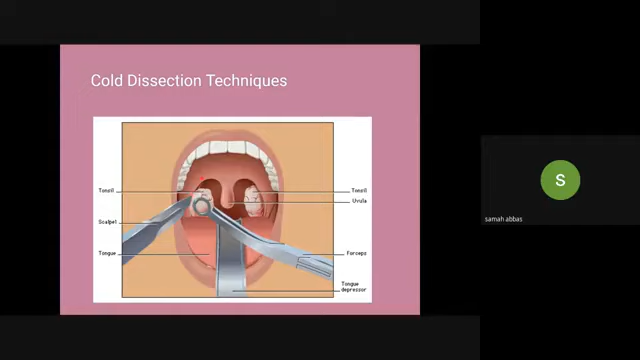 Cold Dissection Techniques
Tonsil
Tonsil
Uvula
Scalpel
Tongue
Forceps
Tongue
depressor
S
samah abbas